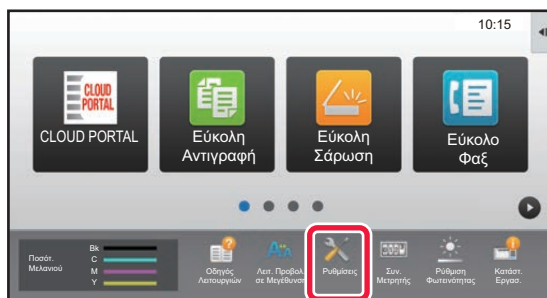 10:15
CLOUD
PORTAL
CLOUD PORTAL
Εύκολη
Αντιγραφή
Εύκολη
Σάρωση
Εύκολο
Φαξ
Ποσότ.
Μελανιού
Bk
C
M
Y
Οδηγός
Λειτουργιών
Λειτ. Προβολ
σε Μεγέθυνσ
Ρυθμίσεις
Συν.
Μετρητής
Ρύθμιση
Φωτεινότητας
Κατάστ.
Εργασ.